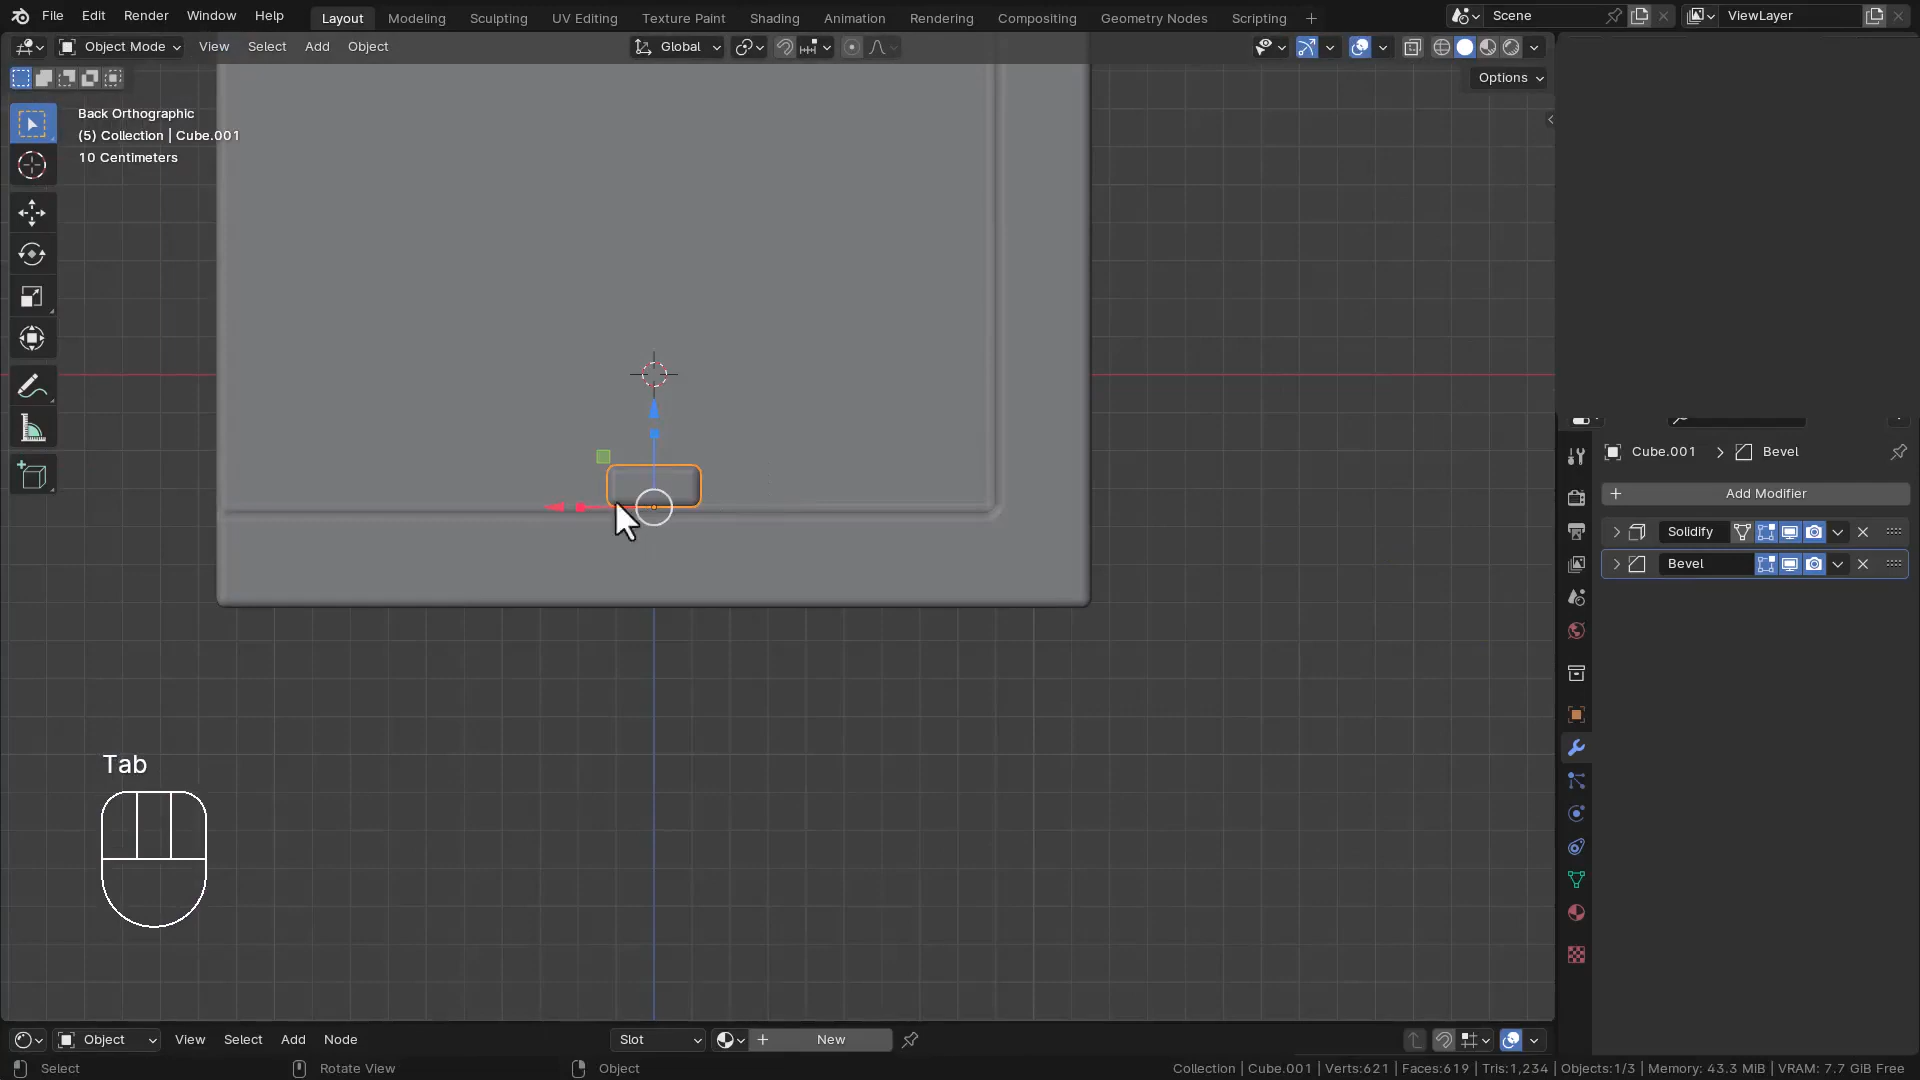 File Edit Render Window Help Layout Modeling Sculpting UV Editing Texture Paint Shading Animation Rendering Compositing Geometry Nodes Scripting + Scene ViewLayer
Object Mode View Select Add Object Global
Options
Back Orthographic
(5) Collection | Cube.001
10 Centimeters
Cube.001 > Bevel
+ Add Modifier
Solidify
Bevel
Tab
Object View Select Add Node Slot + New
Select Rotate View Object Collection | Cube.001 | Verts:621 | Faces:619 | Tris:1,234 | Objects:1/3 | Memory: 43.3 MiB | VRAM: 7.7 GiB Free